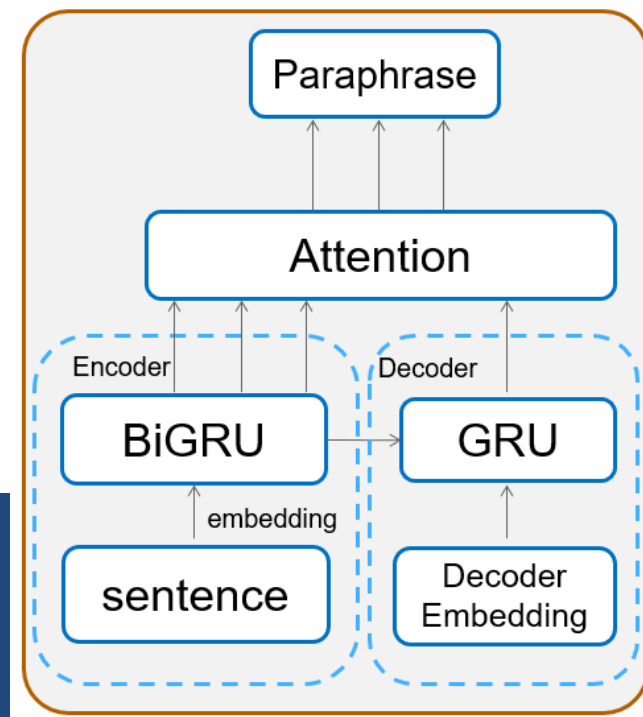 Paraphrase
Attention
Encoder
Decoder
BiGRU
GRU
embedding
sentence
Decoder
Embedding